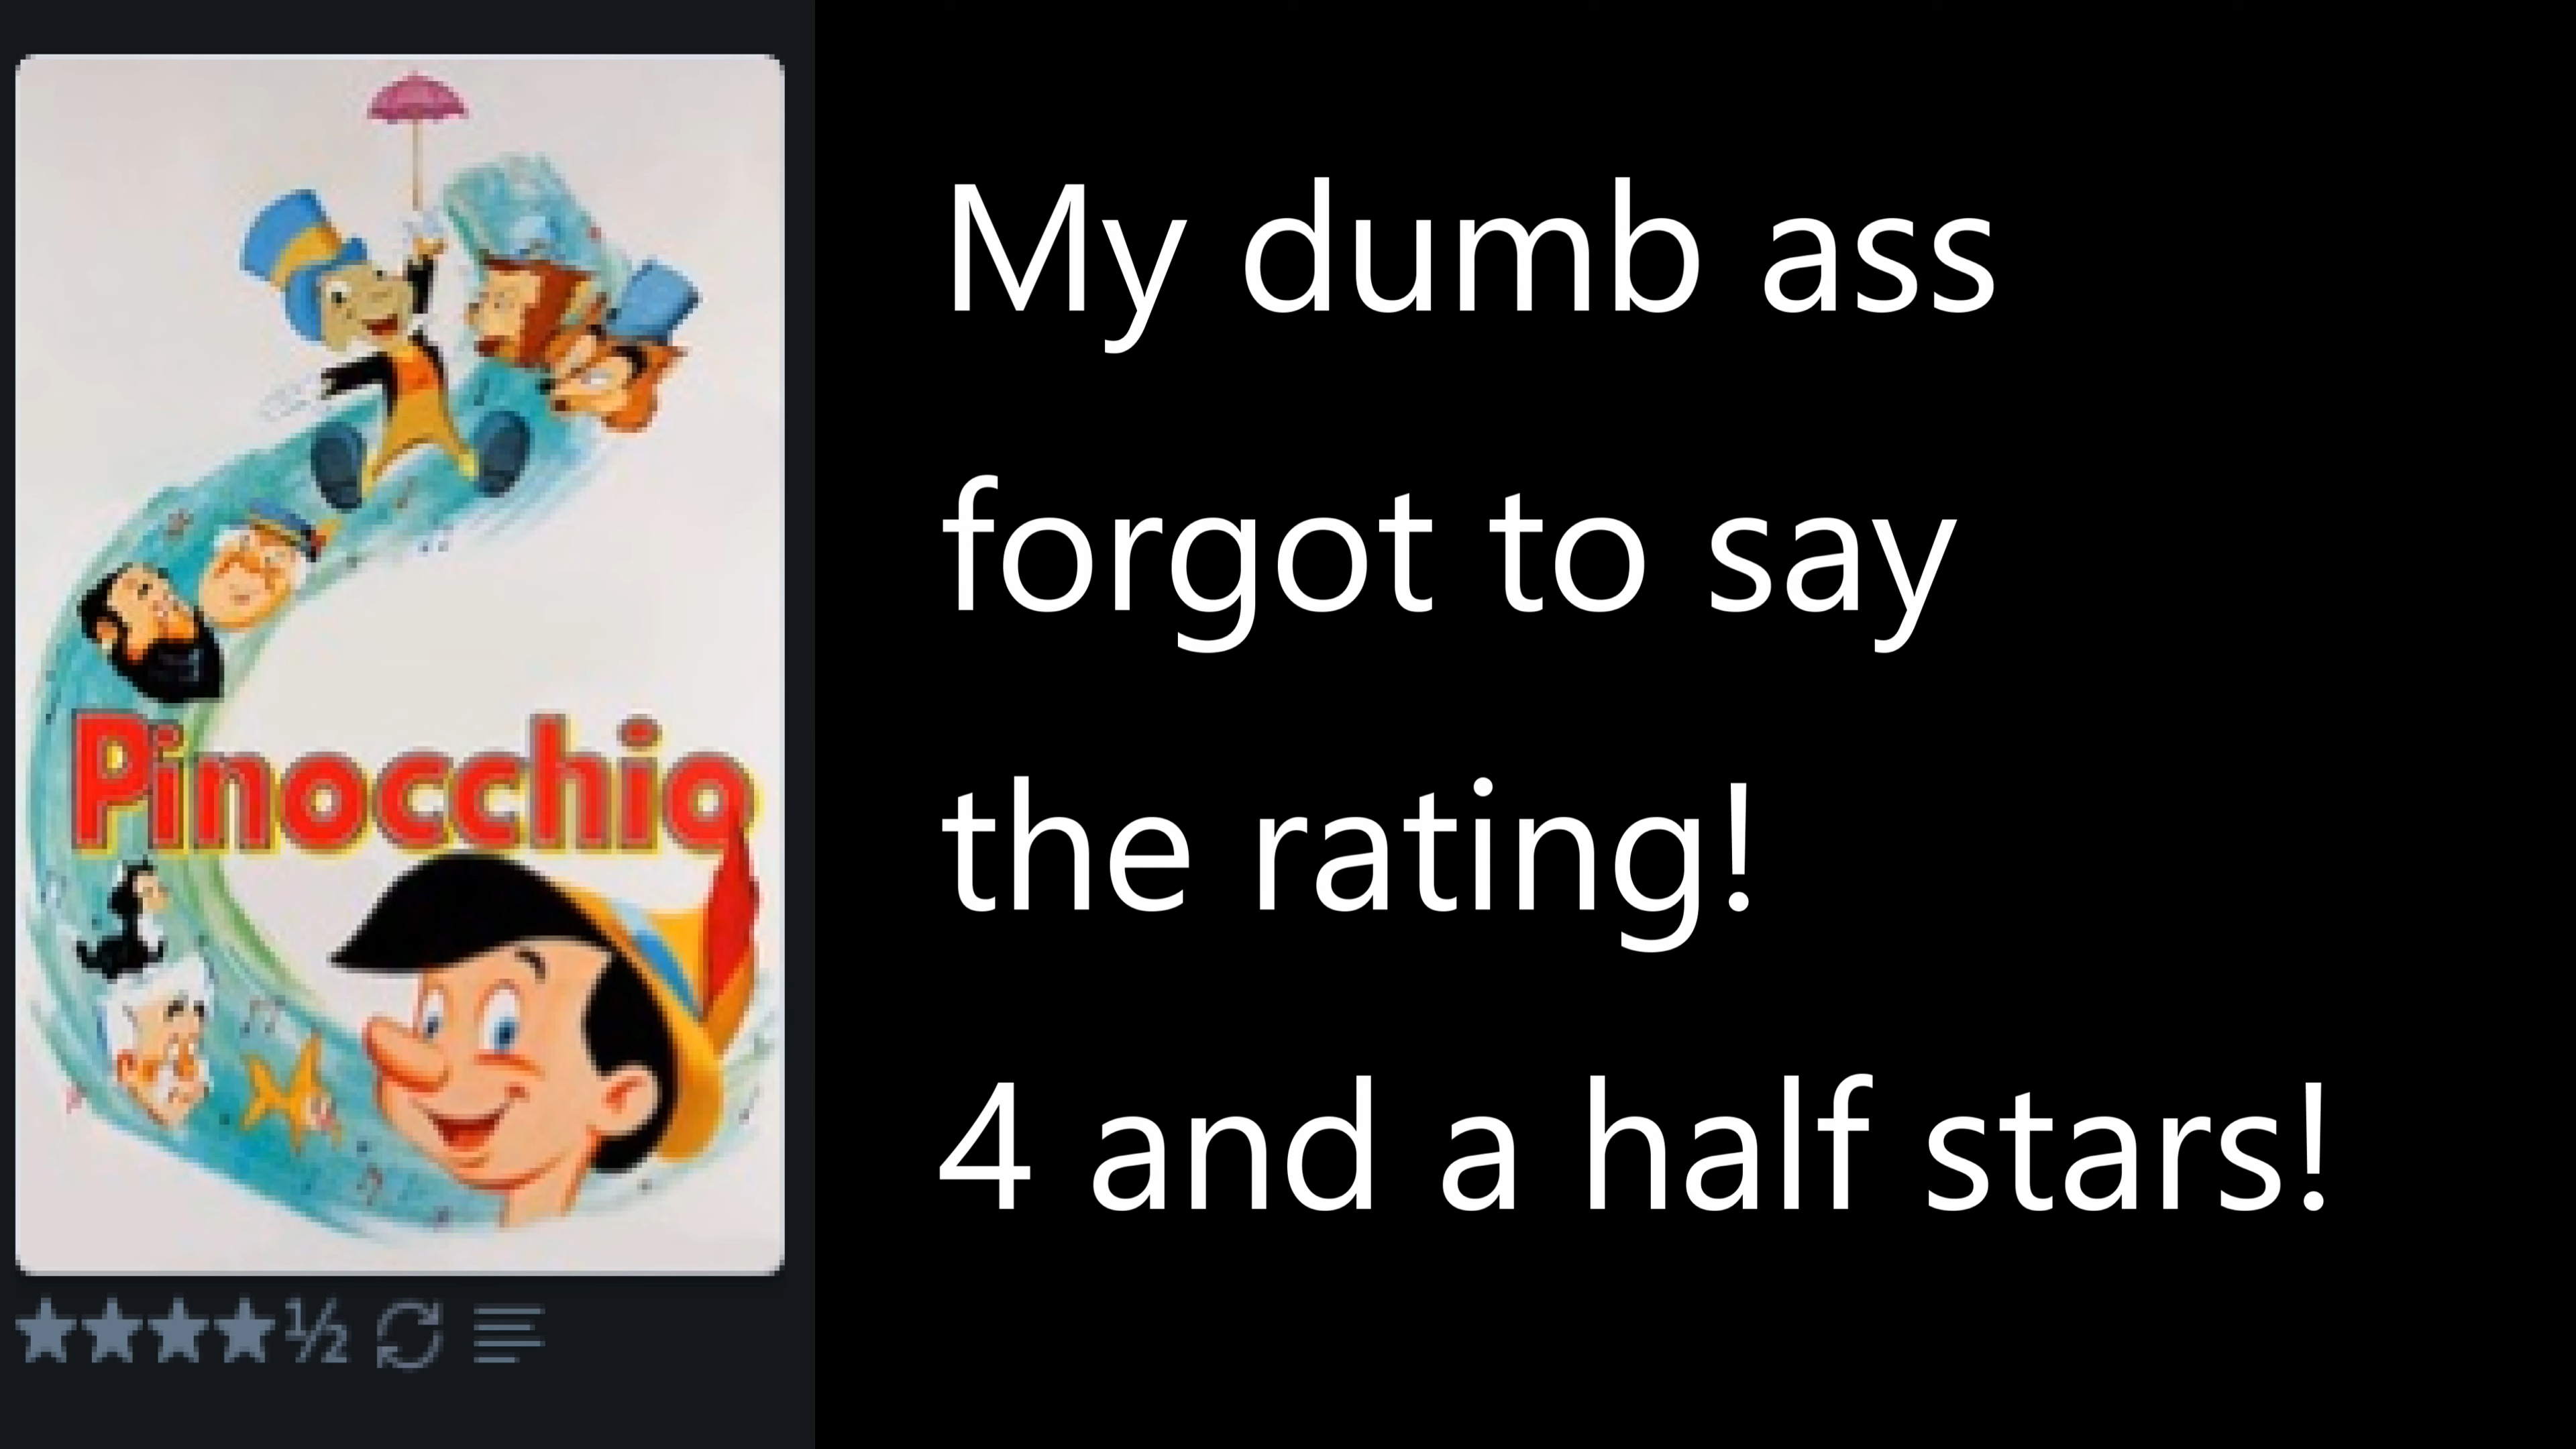 Pinocchio
★★★★½
My dumb ass
forgot to say
the rating!
4 and a half stars!